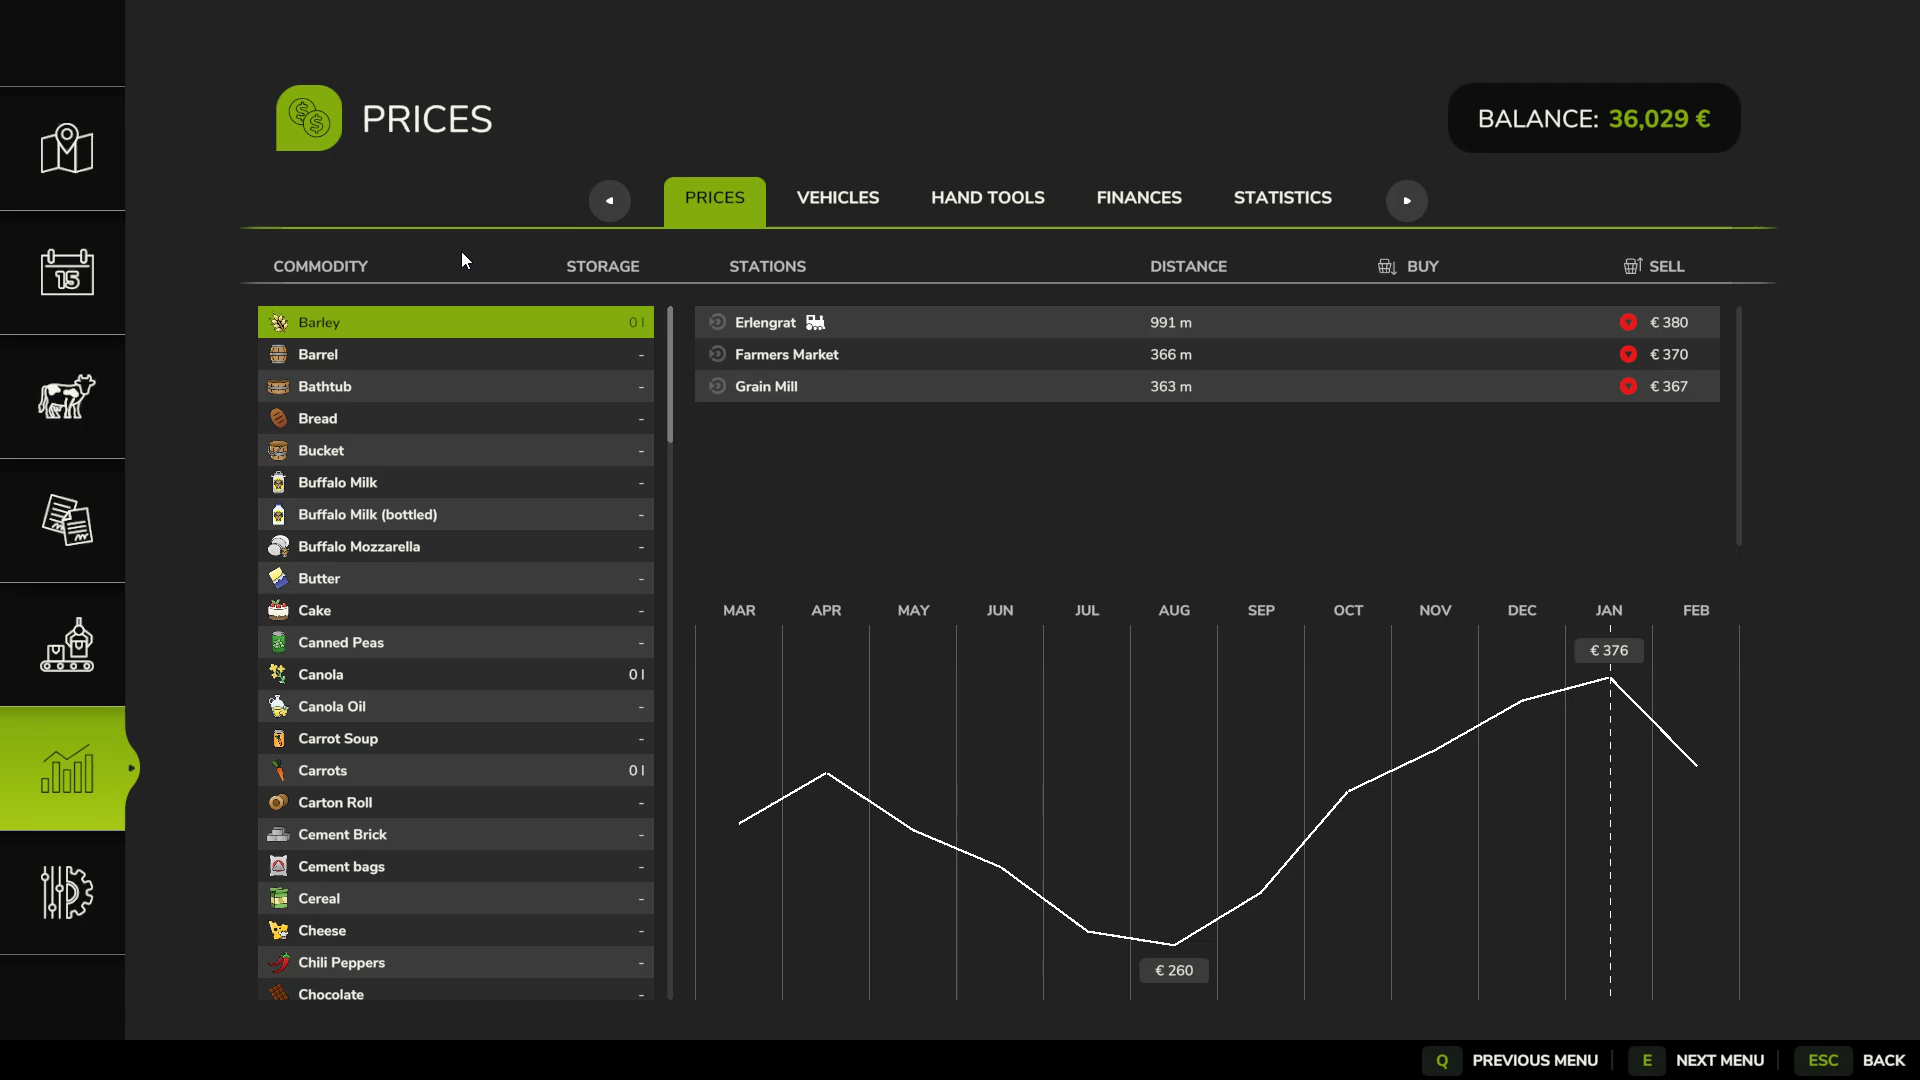 PRICES
BALANCE: 36,029 €
PRICES VEHICLES HAND TOOLS FINANCES STATISTICS
COMMODITY STORAGE STATIONS DISTANCE BUY SELL
Barley 0 l
Barrel -
Bathtub -
Bread -
Bucket -
Buffalo Milk -
Buffalo Milk (bottled) -
Buffalo Mozzarella -
Butter -
Cake -
Canned Peas -
Canola 0 l
Canola Oil -
Carrot Soup -
Carrots 0 l
Carton Roll -
Cement Brick -
Cement bags -
Cereal -
Cheese -
Chili Peppers -
Chocolate -
Erlengrat 991 m € 380
Farmers Market 366 m € 370
Grain Mill 363 m € 367
MAR APR MAY JUN JUL AUG SEP OCT NOV DEC JAN FEB
€ 376
€ 260
15
Q PREVIOUS MENU E NEXT MENU ESC BACK